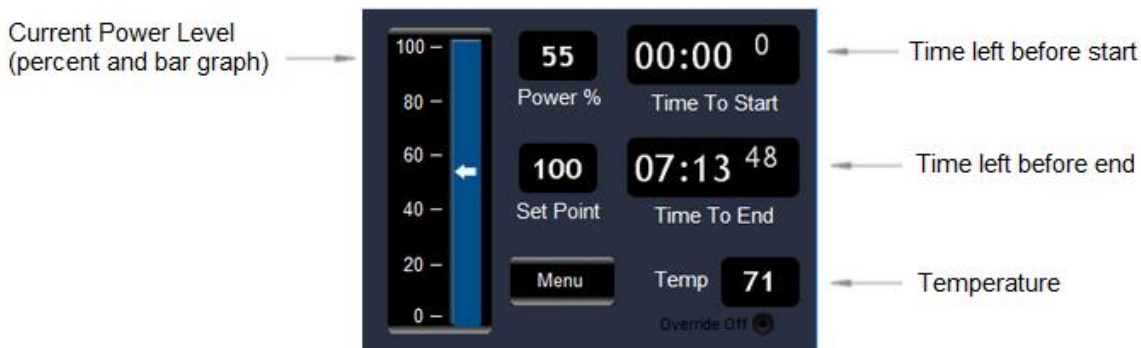 Current Power Level
(percent and bar graph)
100
80
60
40
20
0
55
Power %
100
Set Point
Menu
00:00 0
Time To Start
07:13 48
Time To End
Temp 71
Override Off
Time left before start
Time left before end
Temperature